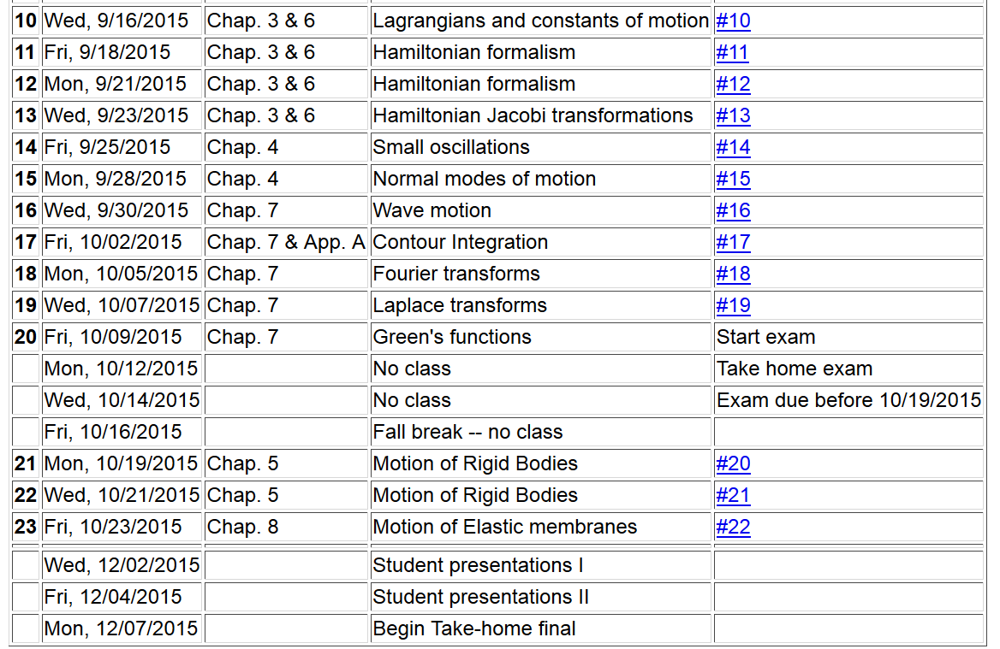 10 Wed, 9/16/2015 Chap. 3 & 6 Lagrangians and constants of motion #10
11 Fri, 9/18/2015 Chap. 3 & 6 Hamiltonian formalism #11
12 Mon, 9/21/2015 Chap. 3 & 6 Hamiltonian formalism #12
13 Wed, 9/23/2015 Chap. 3 & 6 Hamiltonian Jacobi transformations #13
14 Fri, 9/25/2015 Chap. 4 Small oscillations #14
15 Mon, 9/28/2015 Chap. 4 Normal modes of motion #15
16 Wed, 9/30/2015 Chap. 7 Wave motion #16
17 Fri, 10/02/2015 Chap. 7 & App. A Contour Integration #17
18 Mon, 10/05/2015 Chap. 7 Fourier transforms #18
19 Wed, 10/07/2015 Chap. 7 Laplace transforms #19
20 Fri, 10/09/2015 Chap. 7 Green's functions Start exam
Mon, 10/12/2015 No class Take home exam
Wed, 10/14/2015 No class Exam due before 10/19/2015
Fri, 10/16/2015 Fall break -- no class
21 Mon, 10/19/2015 Chap. 5 Motion of Rigid Bodies #20
22 Wed, 10/21/2015 Chap. 5 Motion of Rigid Bodies #21
23 Fri, 10/23/2015 Chap. 8 Motion of Elastic membranes #22
Wed, 12/02/2015 Student presentations I
Fri, 12/04/2015 Student presentations II
Mon, 12/07/2015 Begin Take-home final